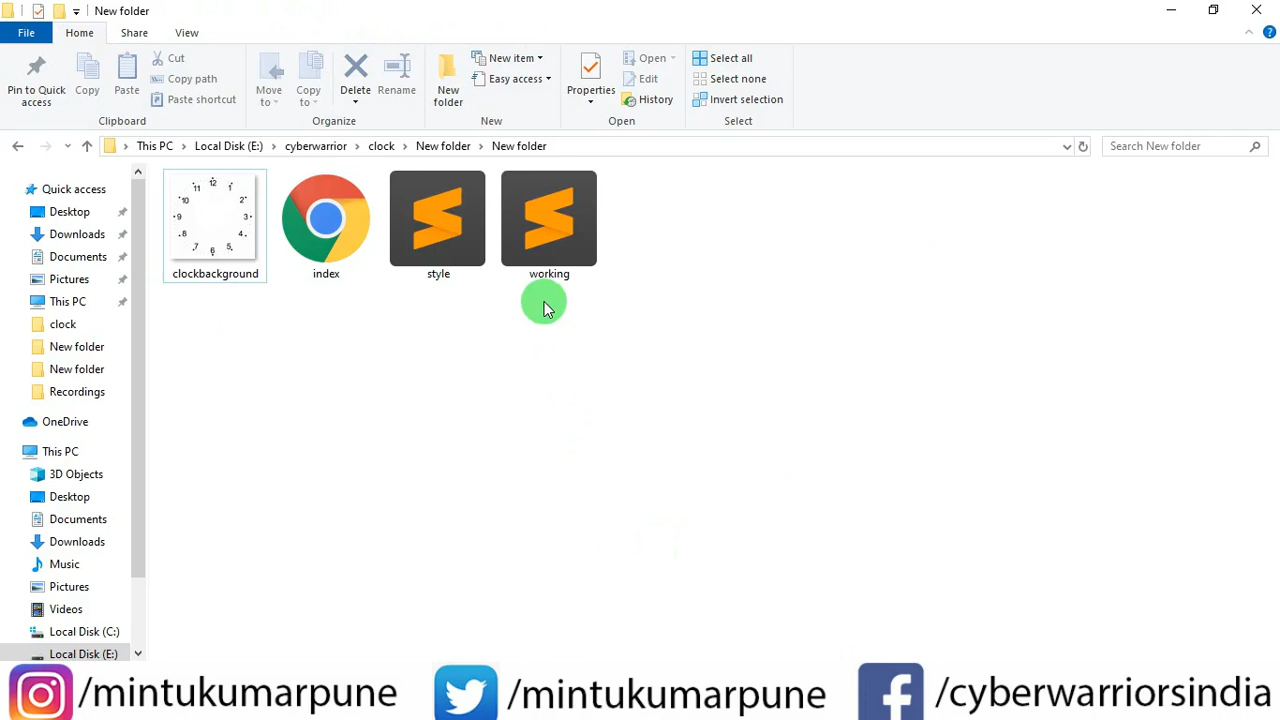 New folder
File Home Share View
Pin to Quick access
Copy
Paste
Cut
Copy path
Paste shortcut
Clipboard
Move to
Copy to
Delete
Rename
Organize
New folder
New item
Easy access
New
Properties
Open
Edit
History
Open
Select all
Select none
Invert selection
Select
This PC > Local Disk (E:) > cyberwarrior > clock > New folder > New folder
Search New folder
Quick access
Desktop
Downloads
Documents
Pictures
This PC
clock
New folder
New folder
Recordings
OneDrive
This PC
3D Objects
Desktop
Documents
Downloads
Music
Pictures
Videos
Local Disk (C:)
Local Disk (E:)
12
11 1
10 2
9 3
8 4
7 5
6
clockbackground
index
style
working
/mintukumarpune
/mintukumarpune
/cyberwarriorsindia